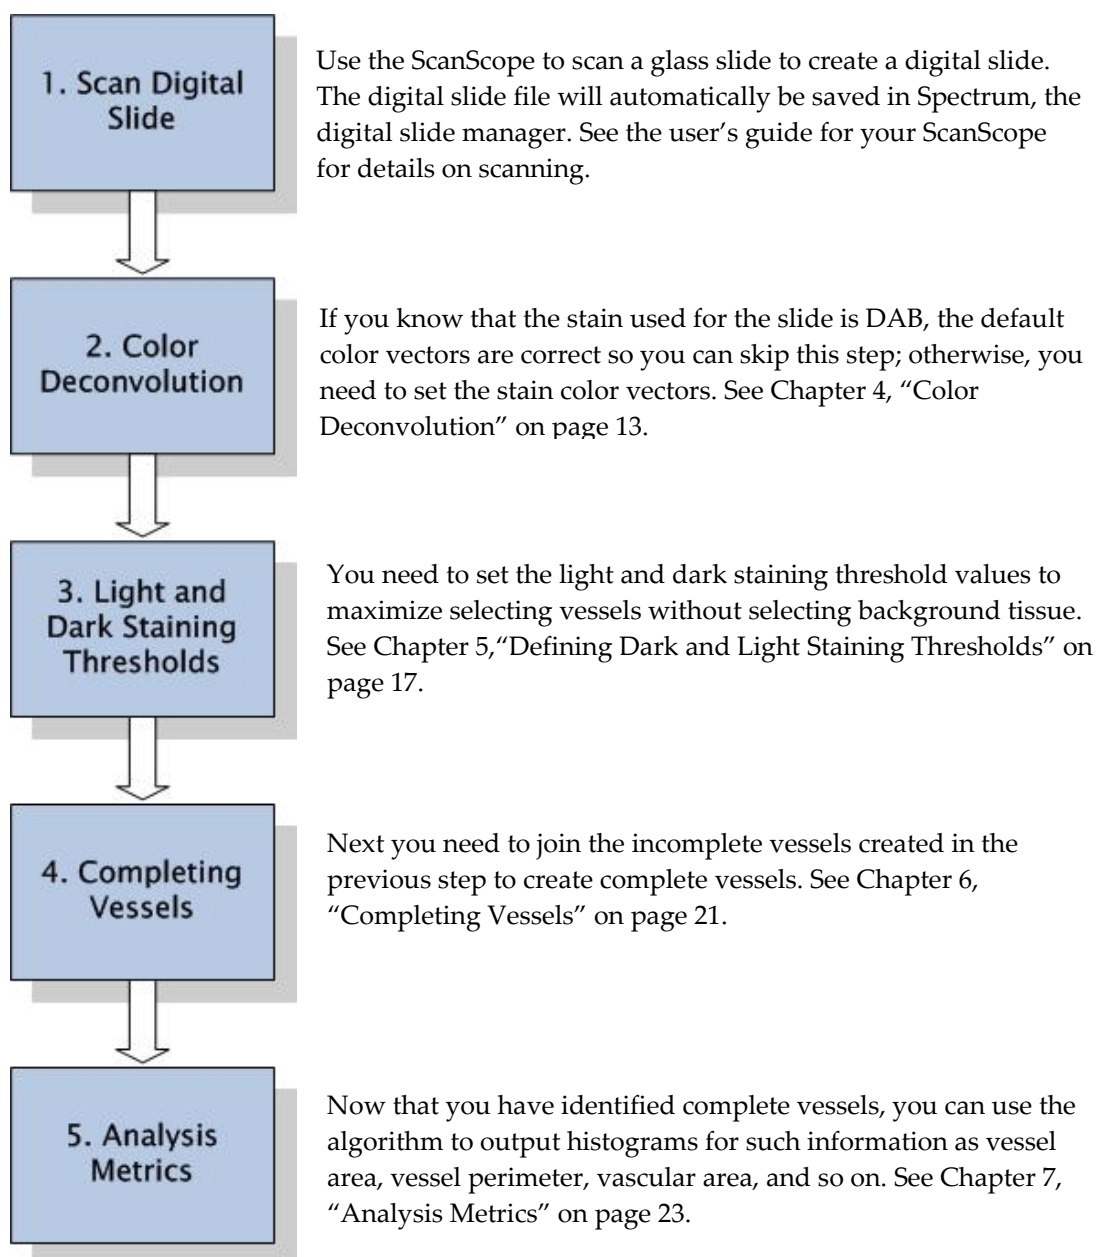 1. Scan Digital
Slide
Use the ScanScope to scan a glass slide to create a digital slide.
The digital slide file will automatically be saved in Spectrum, the
digital slide manager. See the user’s guide for your ScanScope
for details on scanning.
2. Color
Deconvolution
If you know that the stain used for the slide is DAB, the default
color vectors are correct so you can skip this step; otherwise, you
need to set the stain color vectors. See Chapter 4, “Color
Deconvolution” on page 13.
3. Light and
Dark Staining
Thresholds
You need to set the light and dark staining threshold values to
maximize selecting vessels without selecting background tissue.
See Chapter 5,“Defining Dark and Light Staining Thresholds” on
page 17.
4. Completing
Vessels
Next you need to join the incomplete vessels created in the
previous step to create complete vessels. See Chapter 6,
“Completing Vessels” on page 21.
5. Analysis
Metrics
Now that you have identified complete vessels, you can use the
algorithm to output histograms for such information as vessel
area, vessel perimeter, vascular area, and so on. See Chapter 7,
“Analysis Metrics” on page 23.